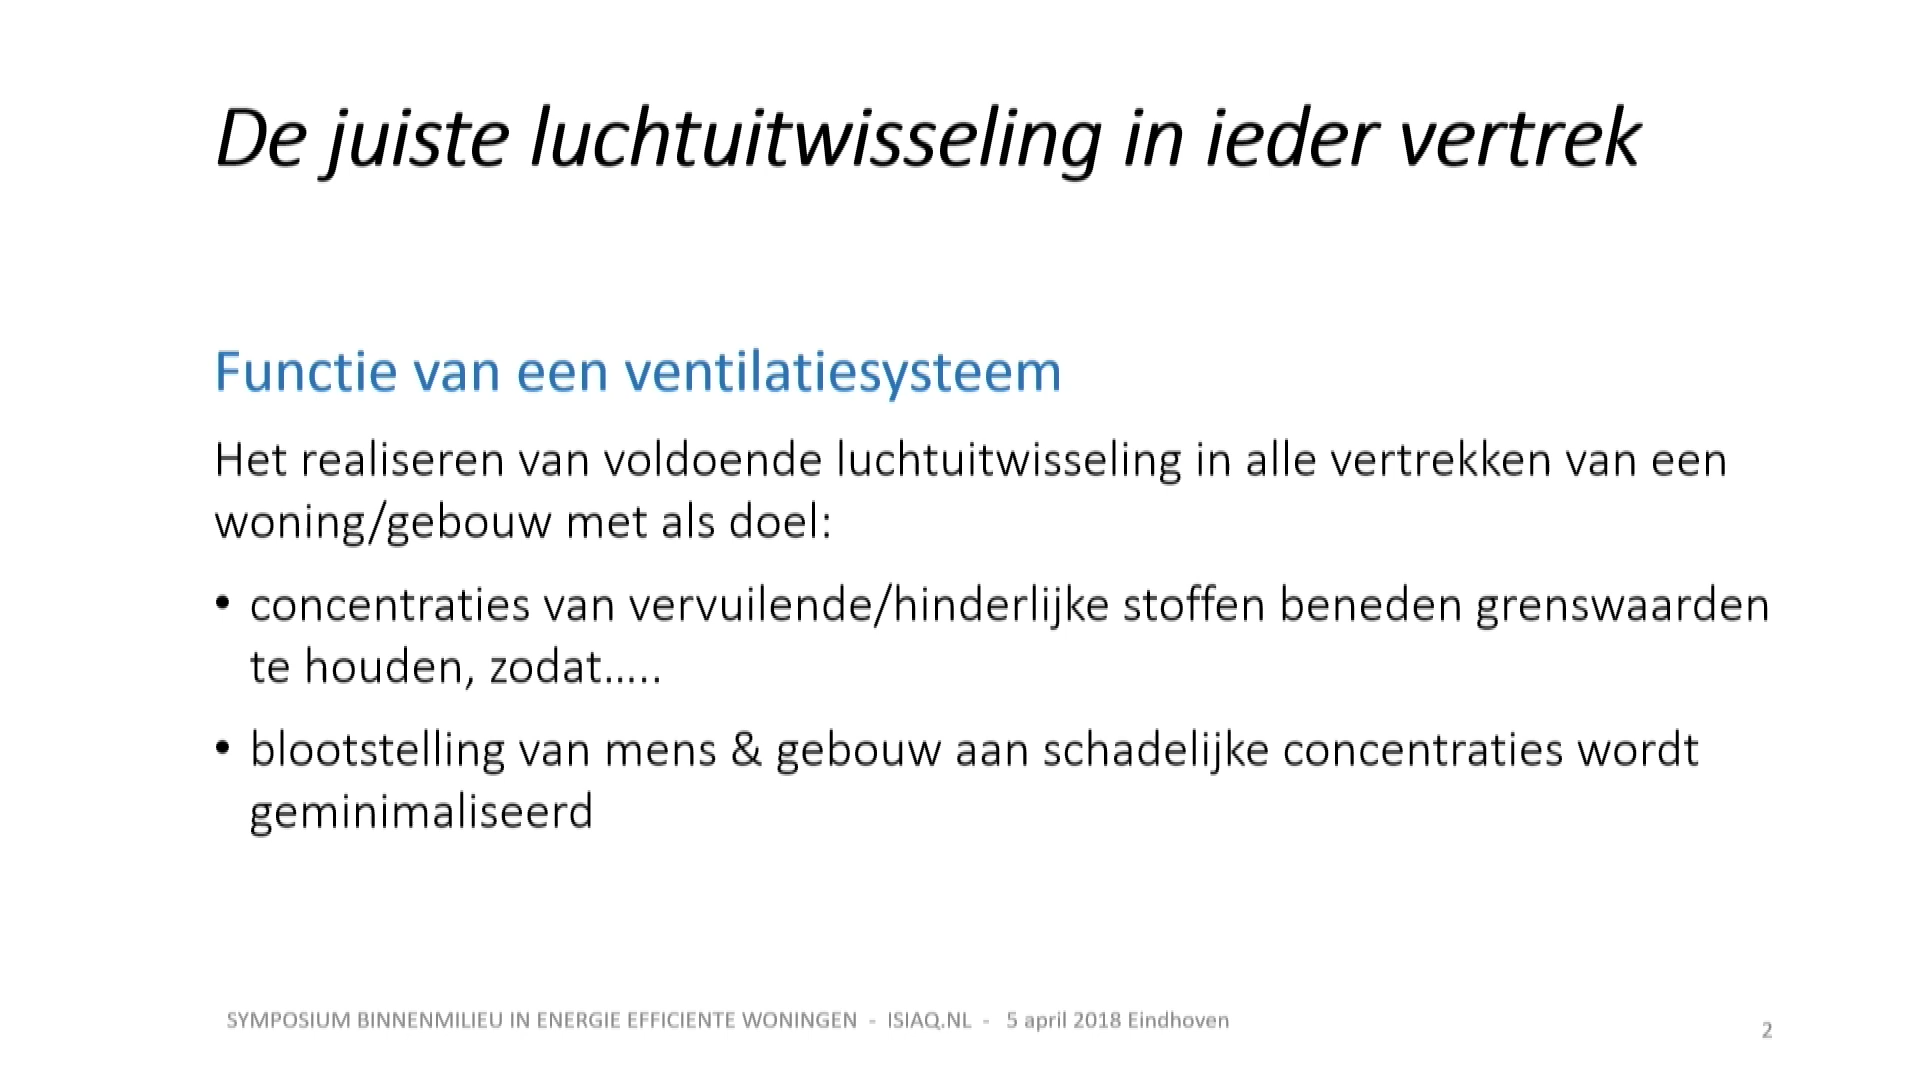 De juiste luchtuitwisseling in ieder vertrek
Functie van een ventilatiesysteem
Het realiseren van voldoende luchtuitwisseling in alle vertrekken van een
woning/gebouw met als doel:
• concentraties van vervuilende/hinderlijke stoffen beneden grenswaarden
te houden, zodat.....
• blootstelling van mens & gebouw aan schadelijke concentraties wordt
geminimaliseerd
SYMPOSIUM BINNENMILIEU IN ENERGIE EFFICIENTE WONINGEN - ISIAQ.NL - 5 april 2018 Eindhoven
2